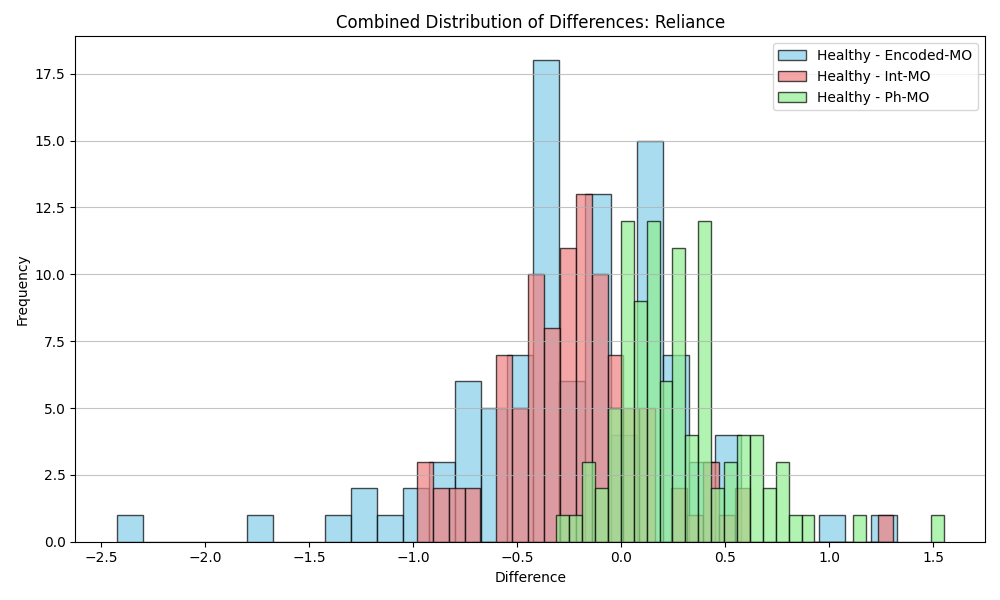 Combined Distribution of Differences: Reliance
Healthy - Encoded-MO
Healthy - Int-MO
Healthy - Ph-MO
Frequency
17.5
15.0
12.5
10.0
7.5
5.0
2.5
0.0
−2.5
−2.0
−1.5
−1.0
−0.5
0.0
0.5
1.0
1.5
Difference